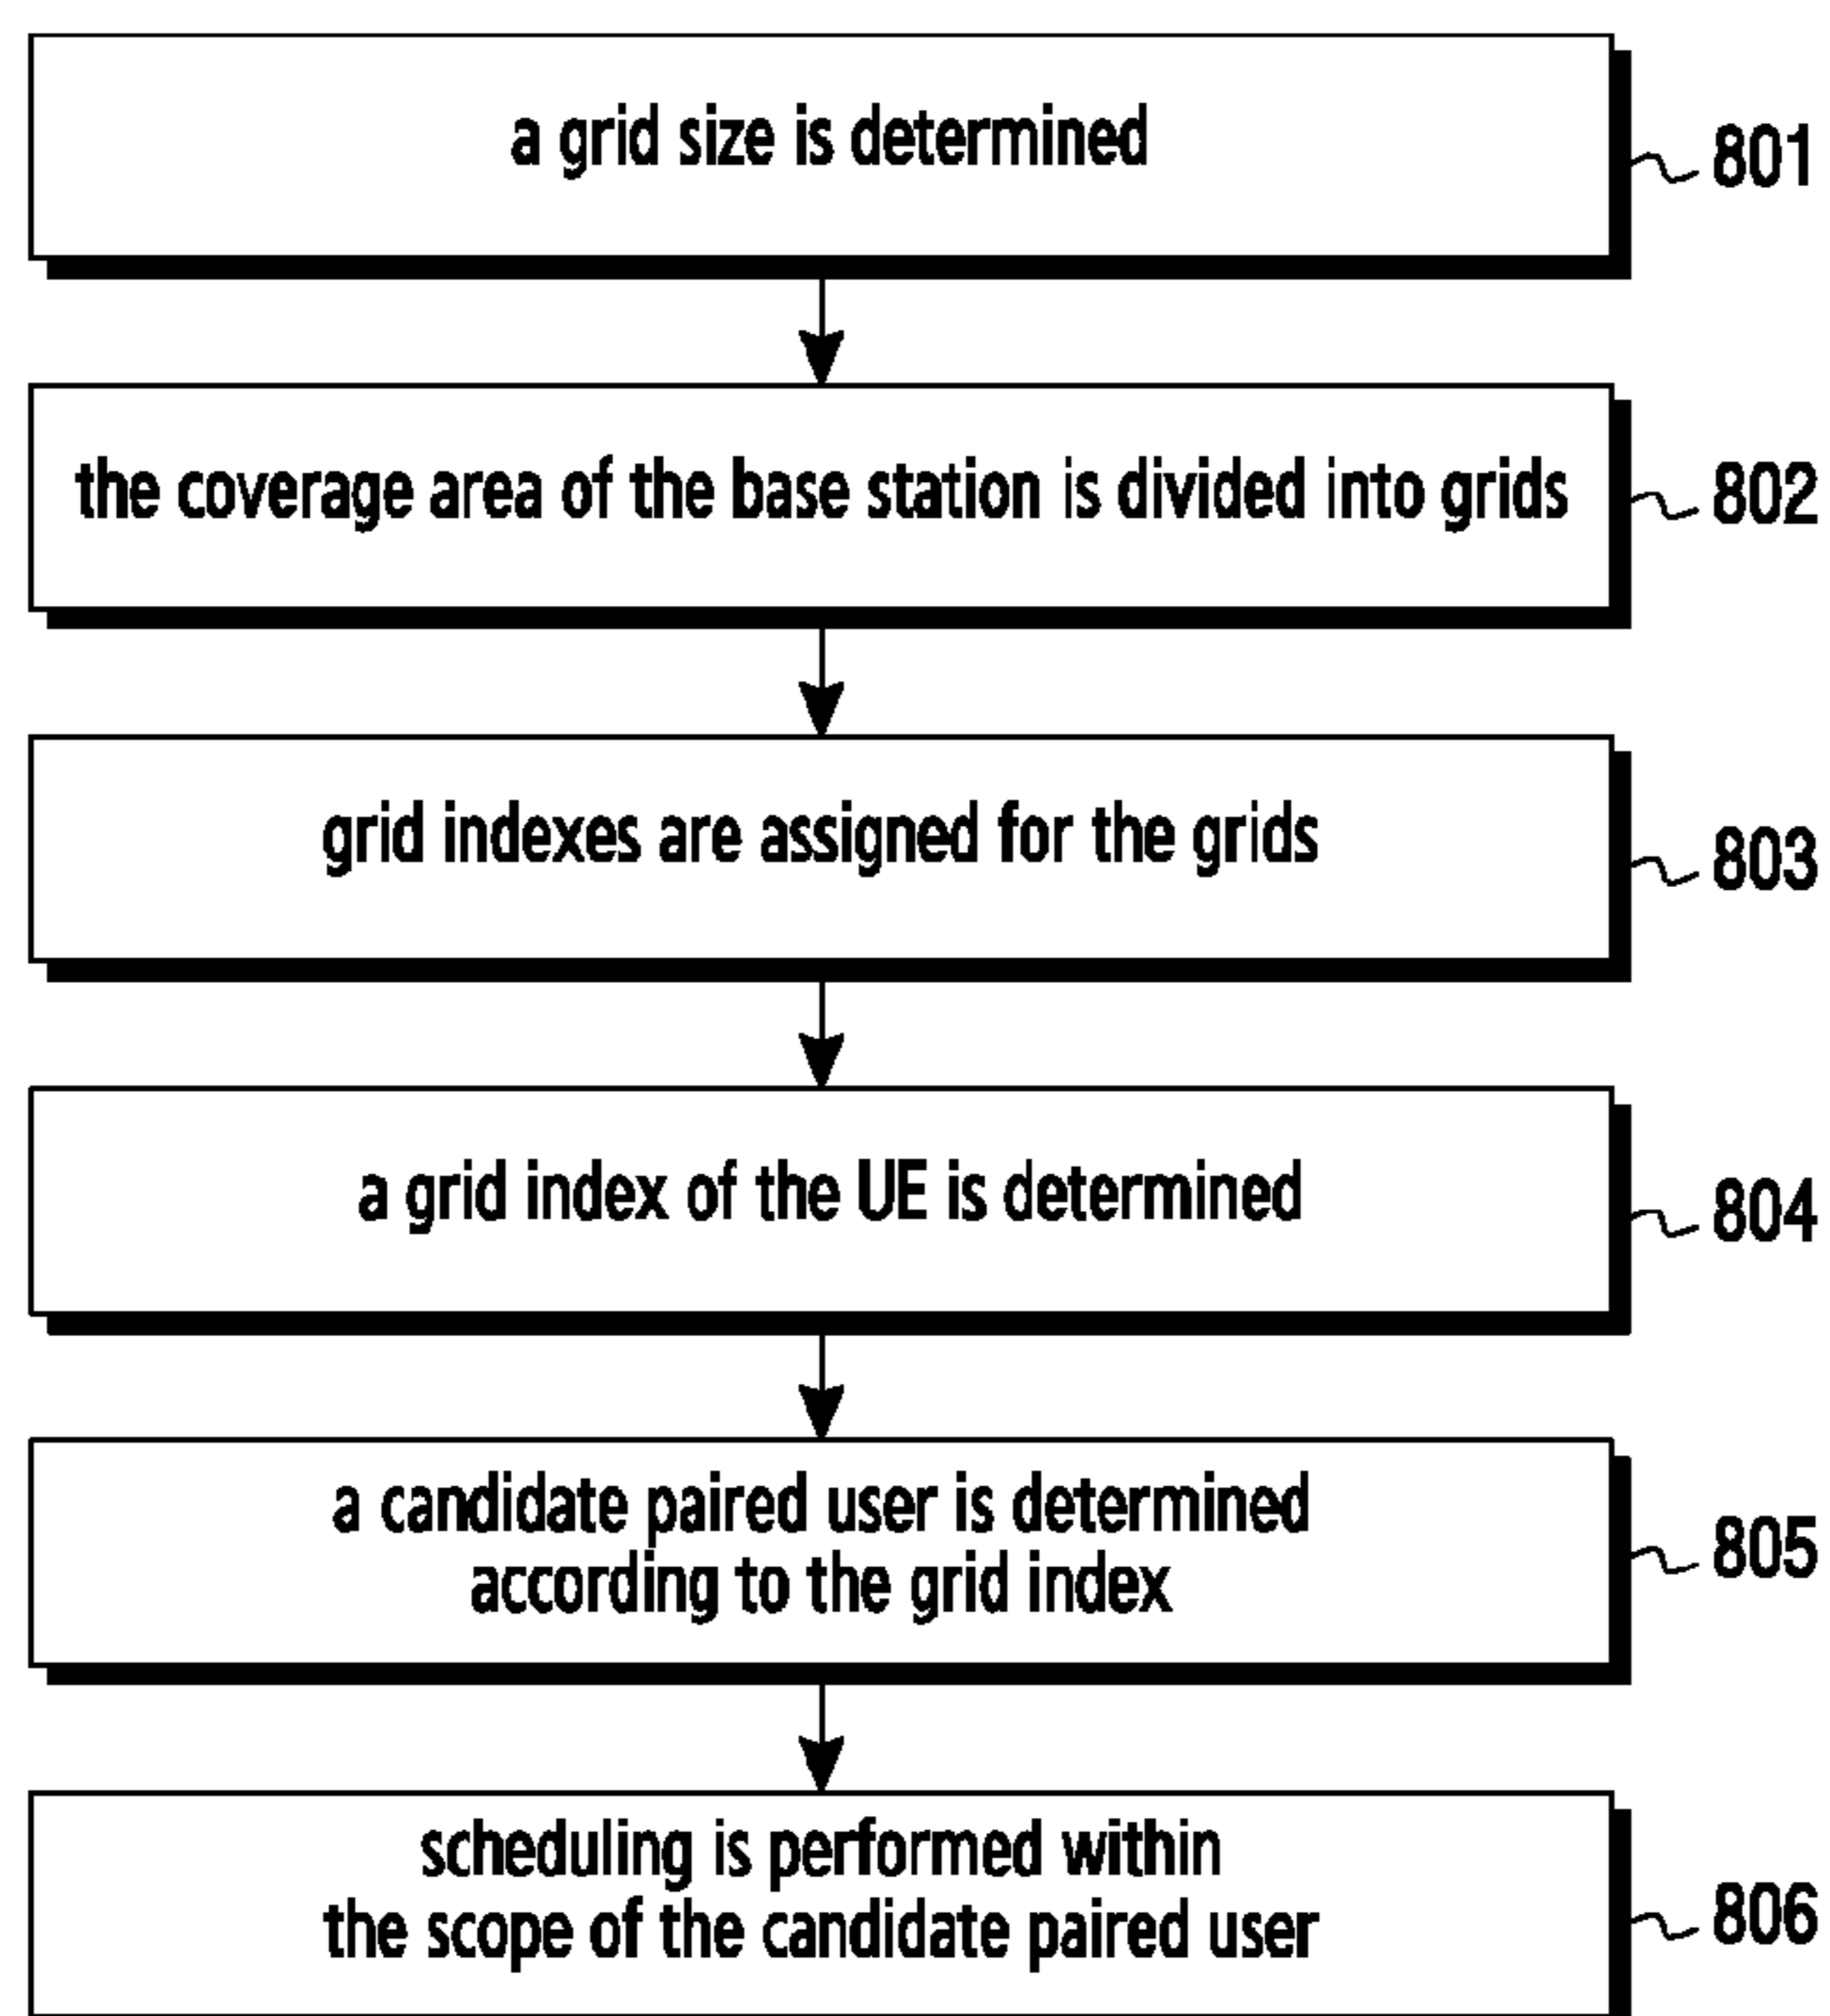 a grid size is determined
801
the coverage area of the base station is divided into grids
802
grid indexes are assigned for the grids
803
a grid index of the UE is determined
804
a candidate paired user is determined
according to the grid index
805
scheduling is performed within
the scope of the candidate paired user
806